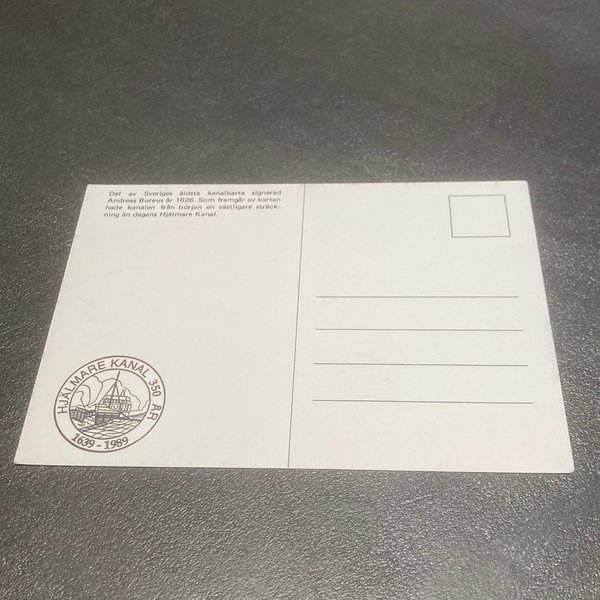 Del av Sveriges äldsta kanalkarta signerad
Andreas Bureus år 1626. Som framgår av kartan
hade kanalen från början en västligare sträck-
ning än dagens Hjälmare Kanal.
HJÄLMARE KANAL 350 ÅR
1639 - 1989